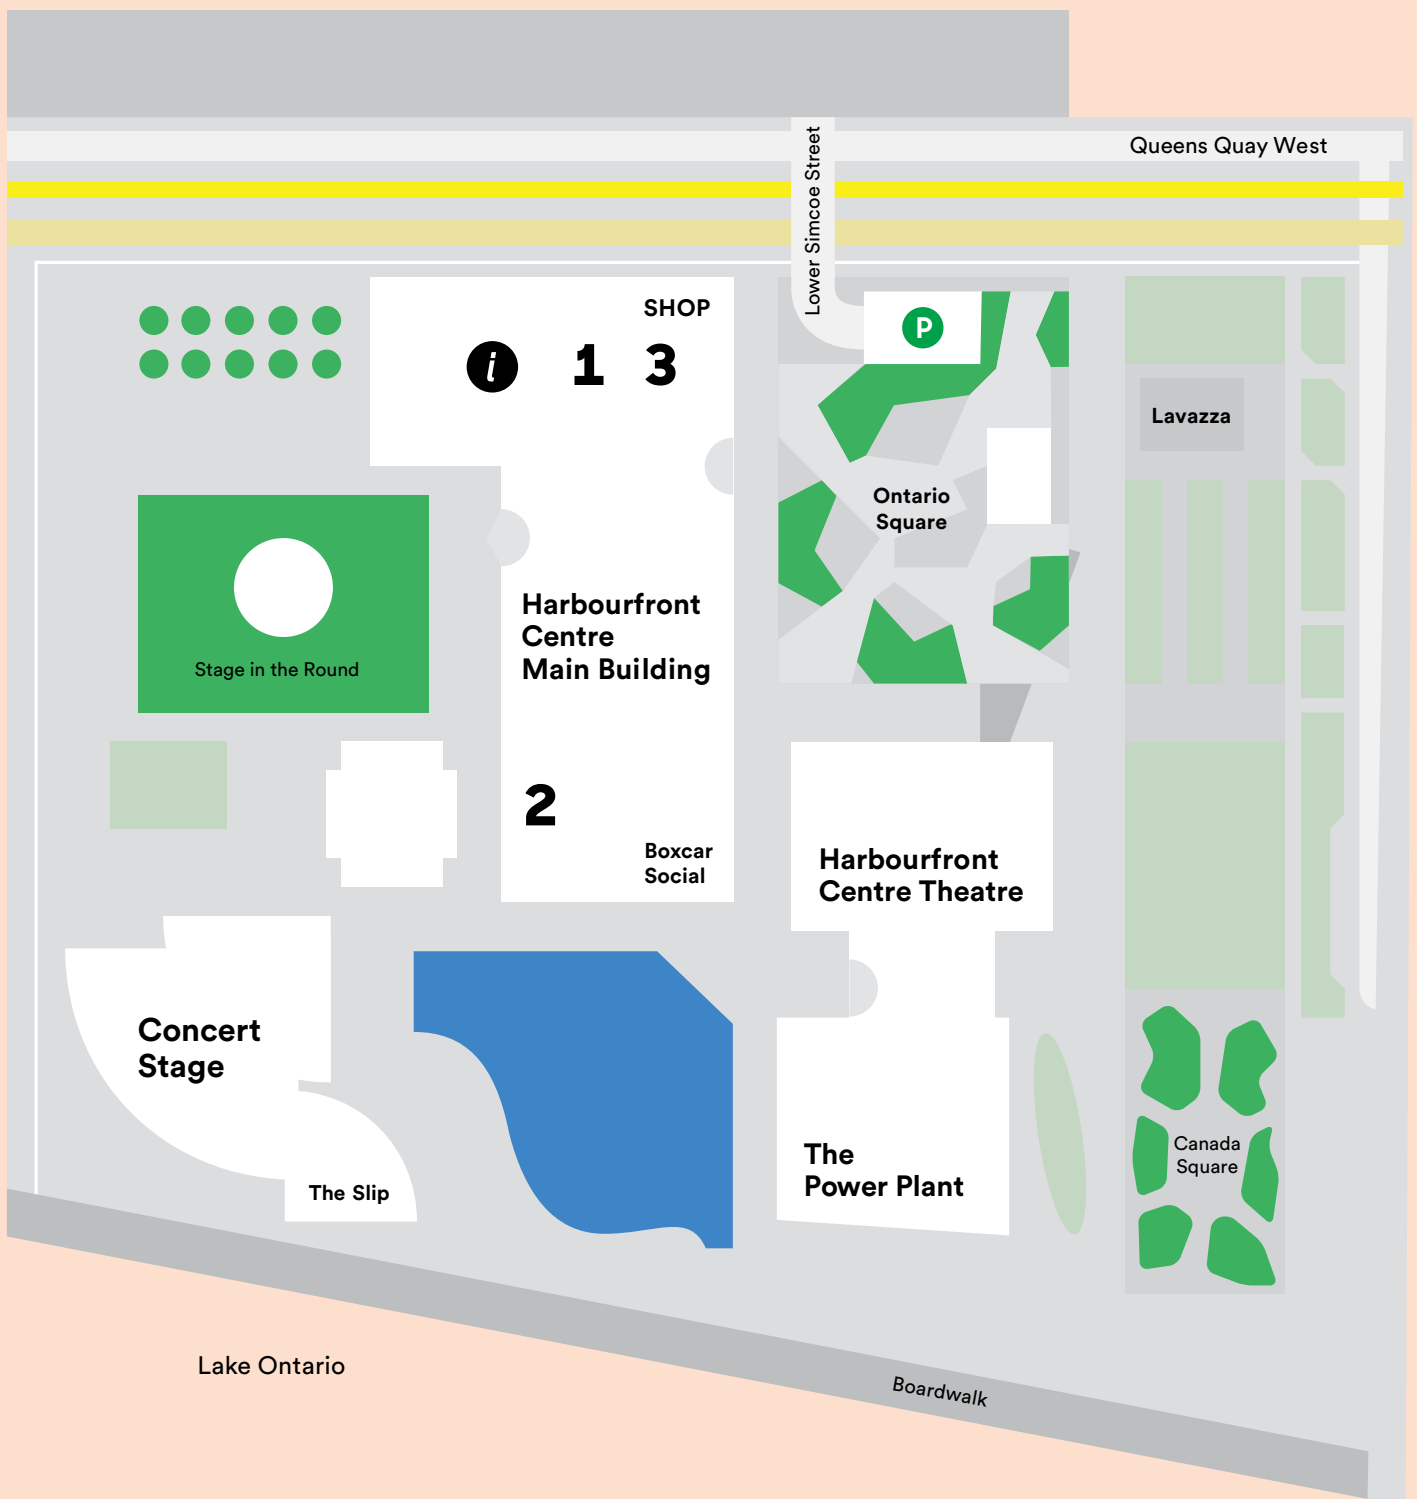 Queens Quay West
Lower Simcoe Street
SHOP
i 1 3
P
Lavazza
Ontario
Square
Stage in the Round
Harbourfront
Centre
Main Building
2
Boxcar
Social
Harbourfront
Centre Theatre
Concert
Stage
The Slip
The
Power Plant
Canada
Square
Lake Ontario
Boardwalk